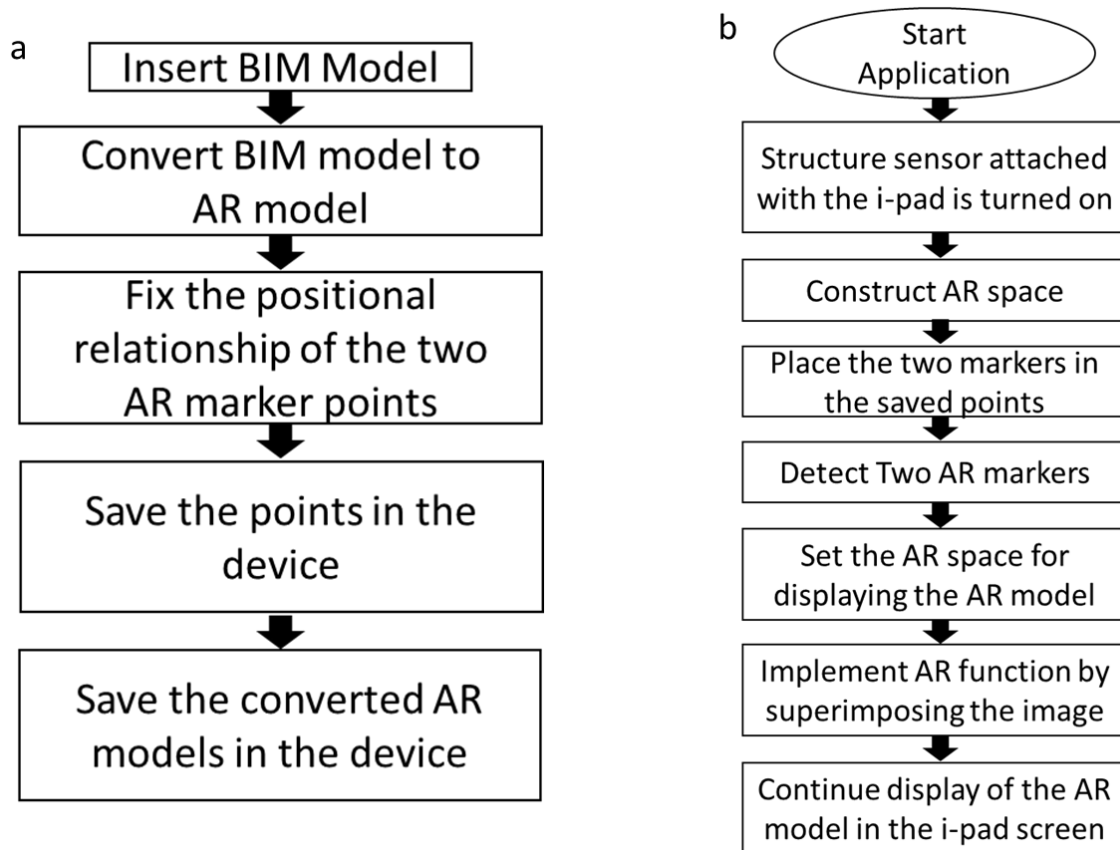 a
Insert BIM Model
Convert BIM model to
AR model
Fix the positional
relationship of the two
AR marker points
Save the points in the
device
Save the converted AR
models in the device
b
Start
Application
Structure sensor attached
with the i-pad is turned on
Construct AR space
Place the two markers in
the saved points
Detect Two AR markers
Set the AR space for
displaying the AR model
Implement AR function by
superimposing the image
Continue display of the AR
model in the i-pad screen